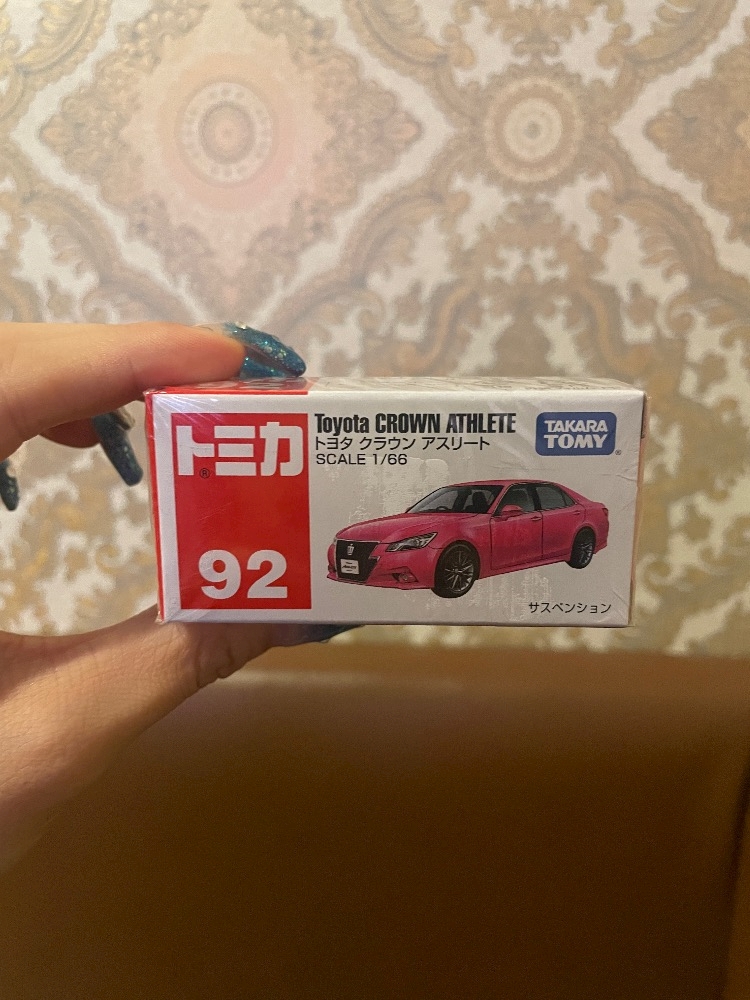 トミカ
®
92
Toyota CROWN ATHLETE
トヨタ クラウン アスリート
SCALE 1/66
TAKARA
TOMY
®
サスペンション